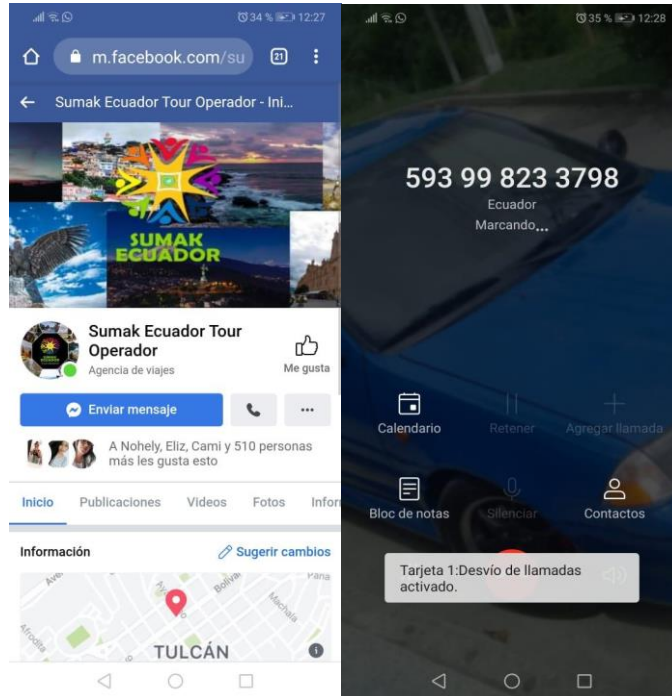 34 % 12:27
m.facebook.com/su
21
Sumak Ecuador Tour Operador - Ini...
SUMAK
ECUADOR
Sumak Ecuador Tour
Operador
Agencia de viajes
Me gusta
Enviar mensaje
A Nohely, Eliz, Cami y 510 personas
más les gusta esto
Inicio Publicaciones Videos Fotos Infor
Información
Sugerir cambios
Bolívar
Machala
Afrodita
TULCÁN
35 % 12:28
593 99 823 3798
Ecuador
Marcando...
Calendario Retener Agregar llamada
Bloc de notas Silenciar Contactos
Tarjeta 1:Desvío de llamadas
activado.